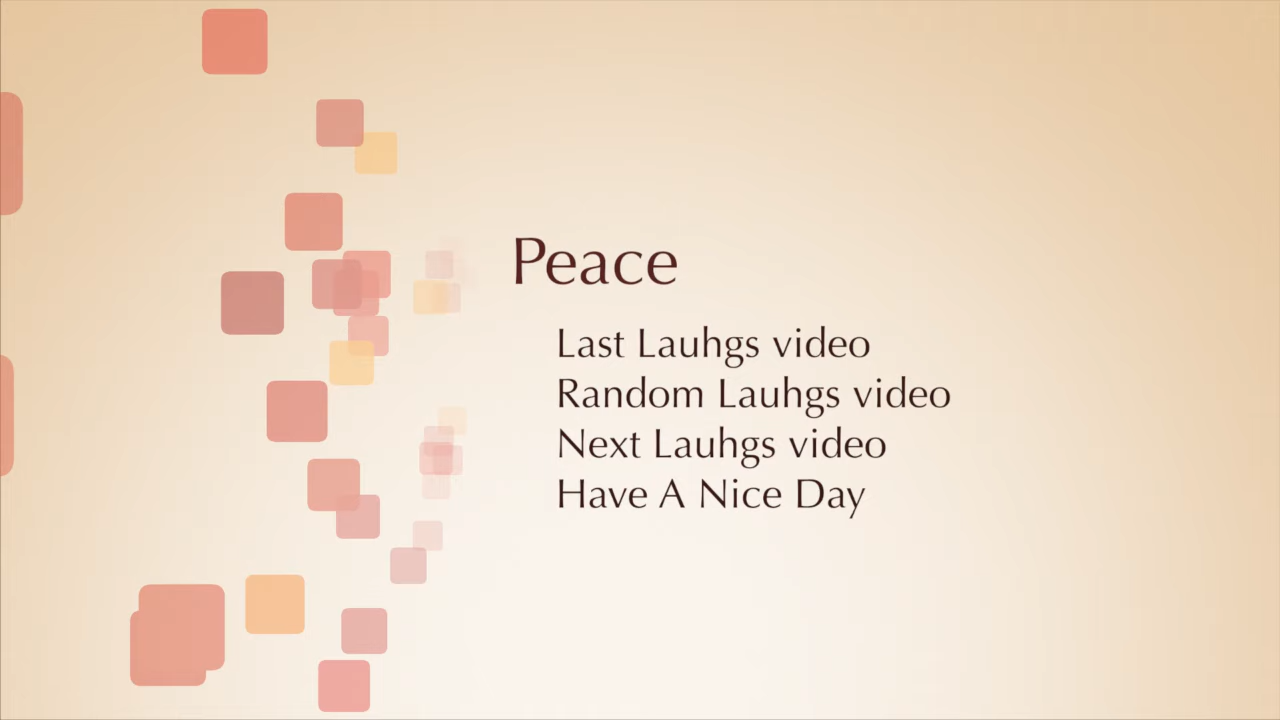 Peace
Last Lauhgs video
Random Lauhgs video
Next Lauhgs video
Have A Nice Day